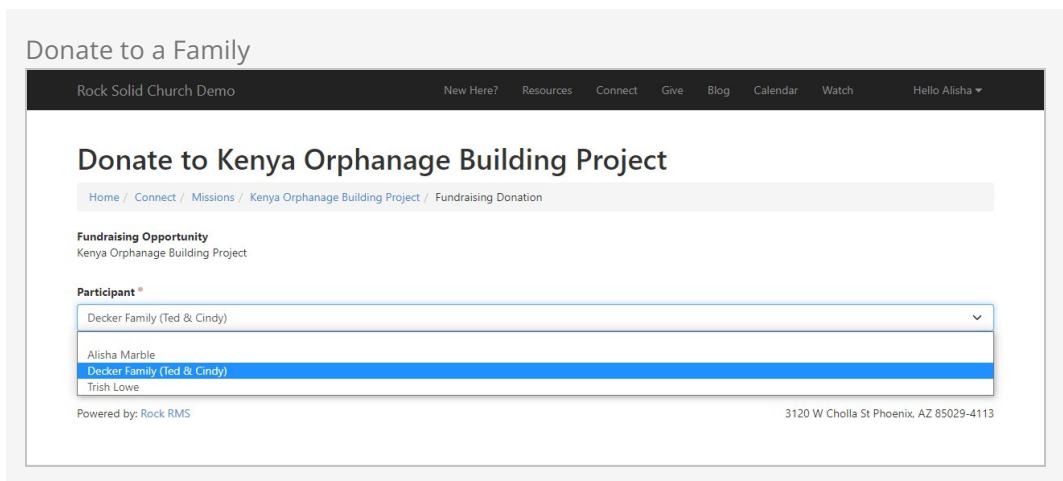 Donate to a Family
Rock Solid Church Demo New Here? Resources Connect Give Blog Calendar Watch Hello Alisha
Donate to Kenya Orphanage Building Project
Home / Connect / Missions / Kenya Orphanage Building Project / Fundraising Donation
Fundraising Opportunity
Kenya Orphanage Building Project
Participant
Decker Family (Ted & Cindy)
Alisha Marble
Decker Family (Ted & Cindy)
Trish Lowe
Powered by: Rock RMS 3120 W Cholla St Phoenix, AZ 85029-4113